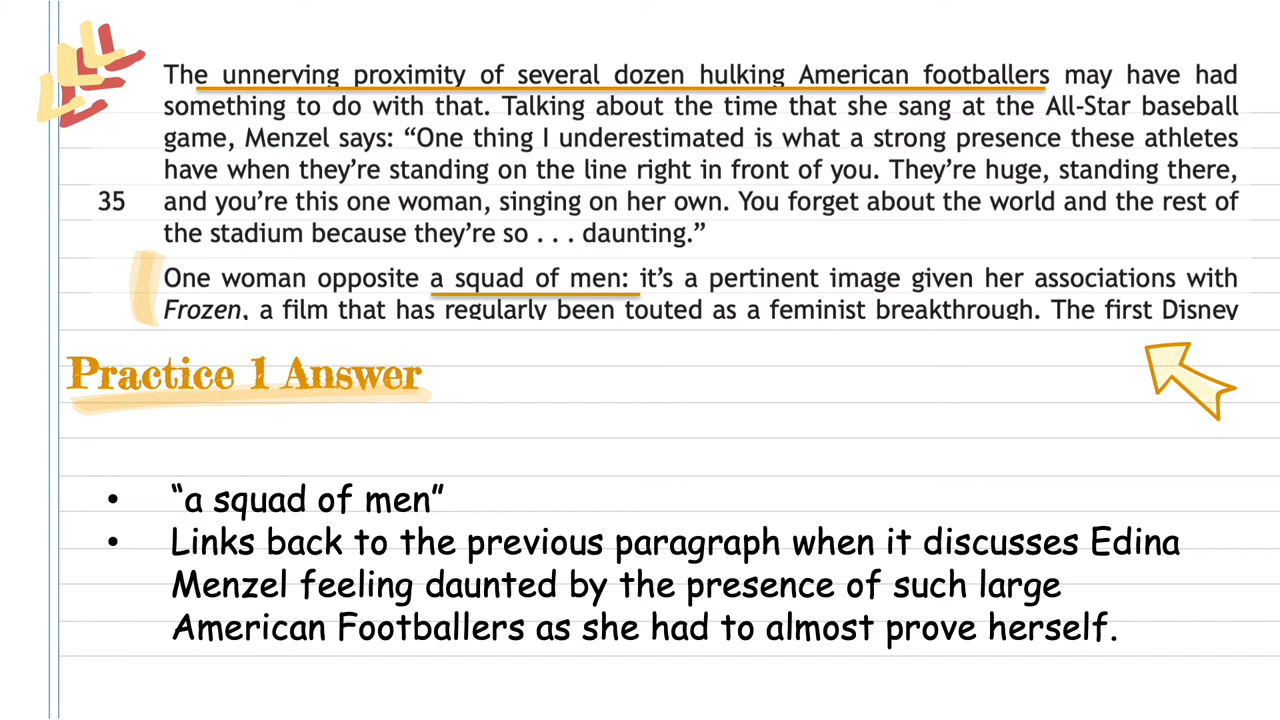 The unnerving proximity of several dozen hulking American footballers may have had
something to do with that. Talking about the time that she sang at the All-Star baseball
game, Menzel says: “One thing I underestimated is what a strong presence these athletes
have when they’re standing on the line right in front of you. They’re huge, standing there,
35 and you’re this one woman, singing on her own. You forget about the world and the rest of
the stadium because they’re so . . . daunting.”
One woman opposite a squad of men: it’s a pertinent image given her associations with
Frozen, a film that has regularly been touted as a feminist breakthrough. The first Disney
Practice 1 Answer
• “a squad of men”
• Links back to the previous paragraph when it discusses Edina
Menzel feeling daunted by the presence of such large
American Footballers as she had to almost prove herself.